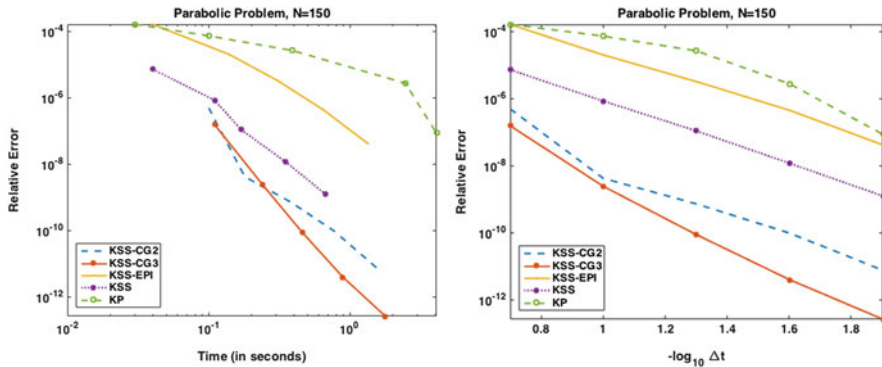 Parabolic Problem, N=150
10^-4
10^-6
10^-8
10^-10
10^-12
Relative Error
KSS-CG2
KSS-CG3
KSS-EPI
KSS
KP
10^-2
10^-1
10^0
Time (in seconds)
Parabolic Problem, N=150
10^-4
10^-6
10^-8
10^-10
10^-12
Relative Error
KSS-CG2
KSS-CG3
KSS-EPI
KSS
KP
0.8
1
1.2
1.4
1.6
1.8
-log10 Δt